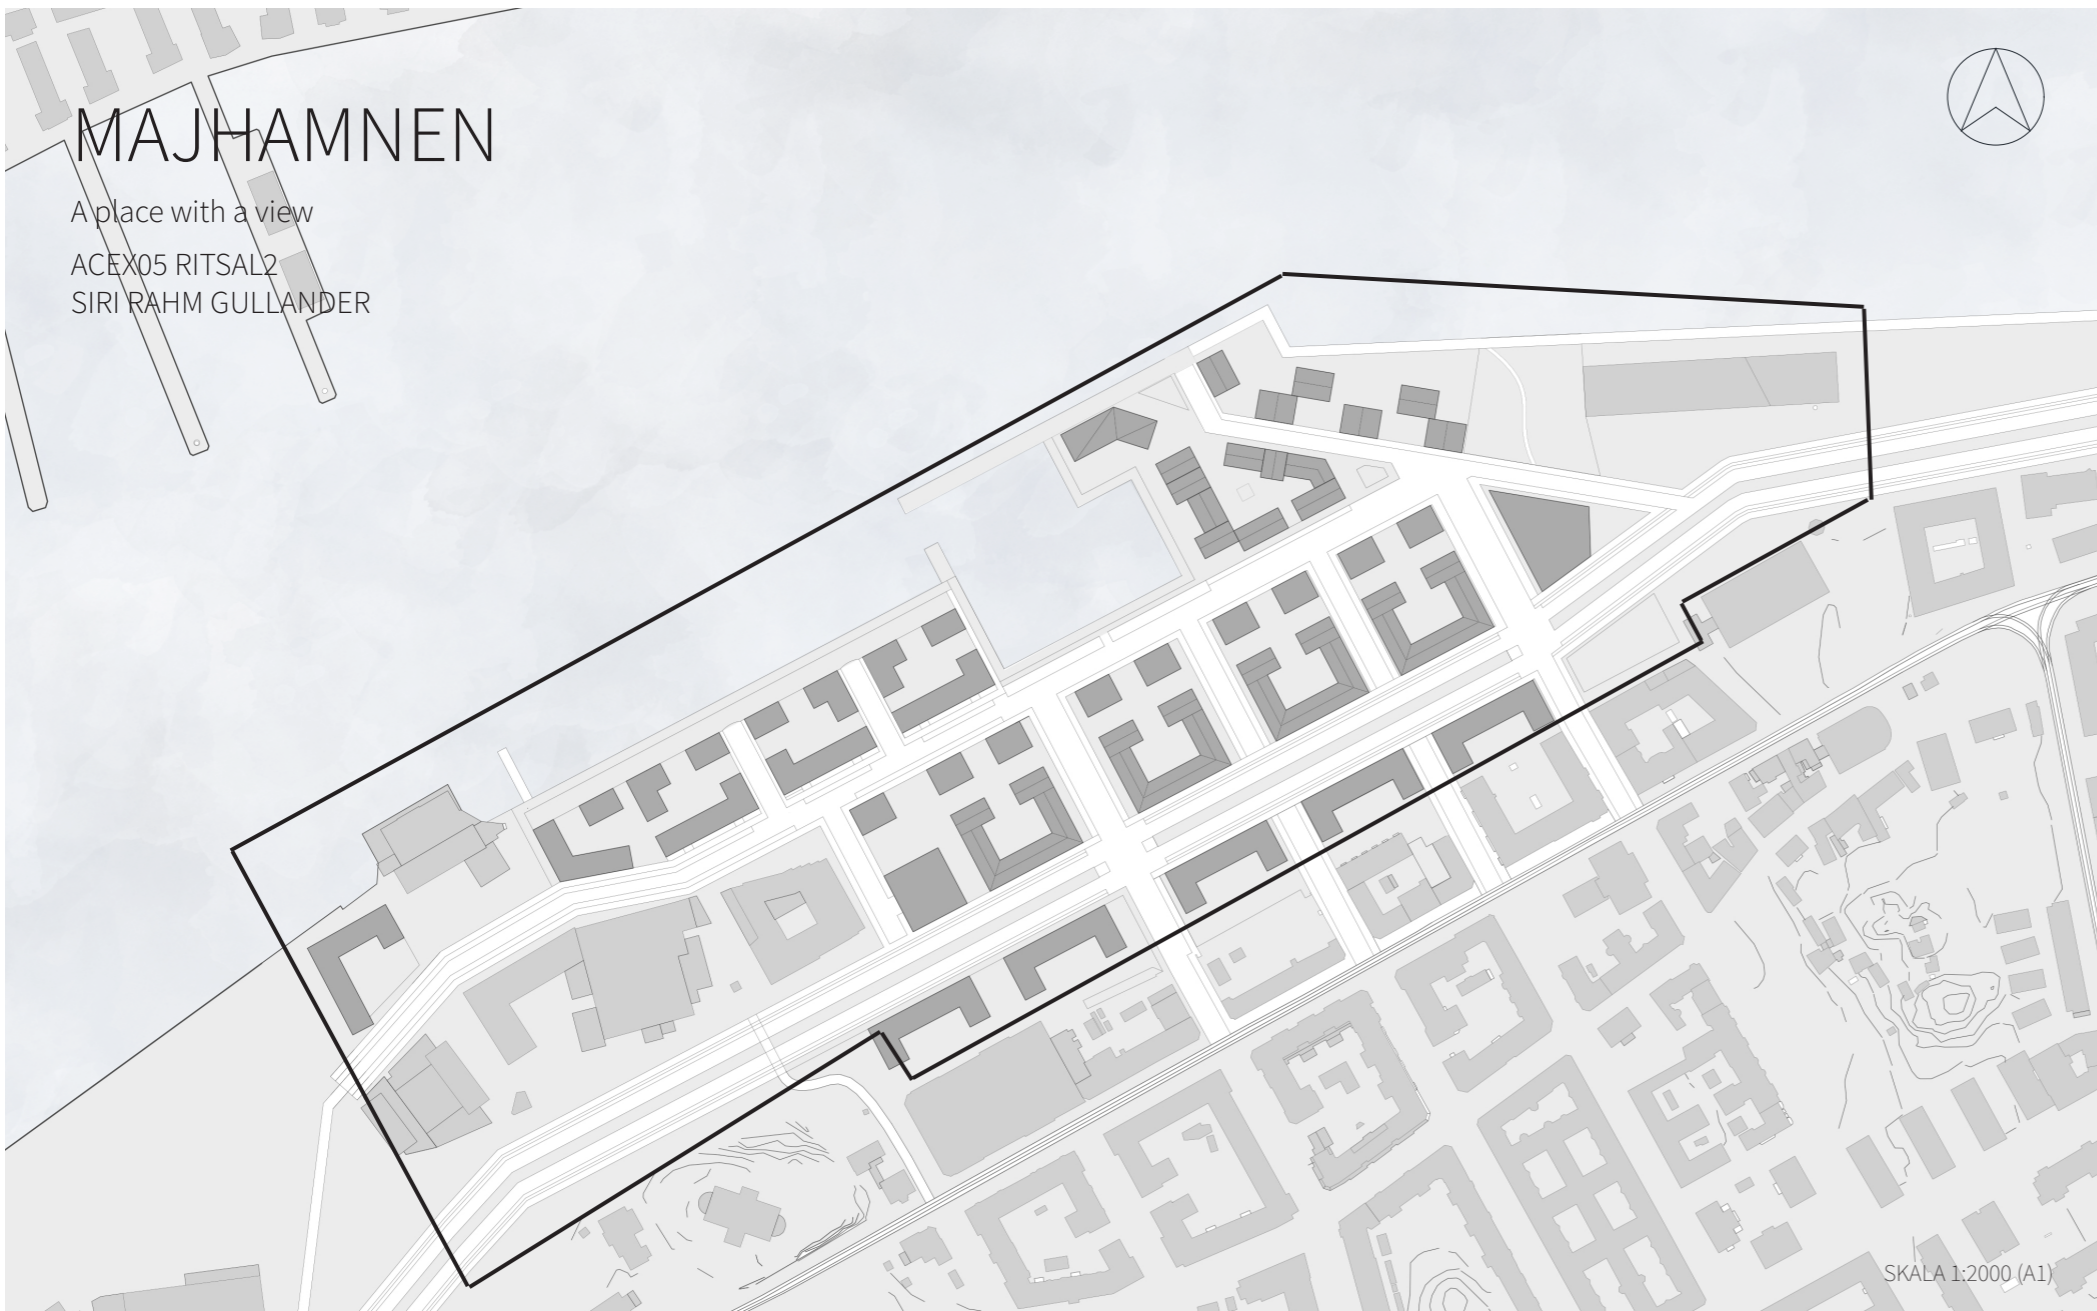 MAJHAMNEN
A place with a view
ACEX05 RITSAL2
SIRI RAHM GULLANDER
SKALA 1:2000 (A1)